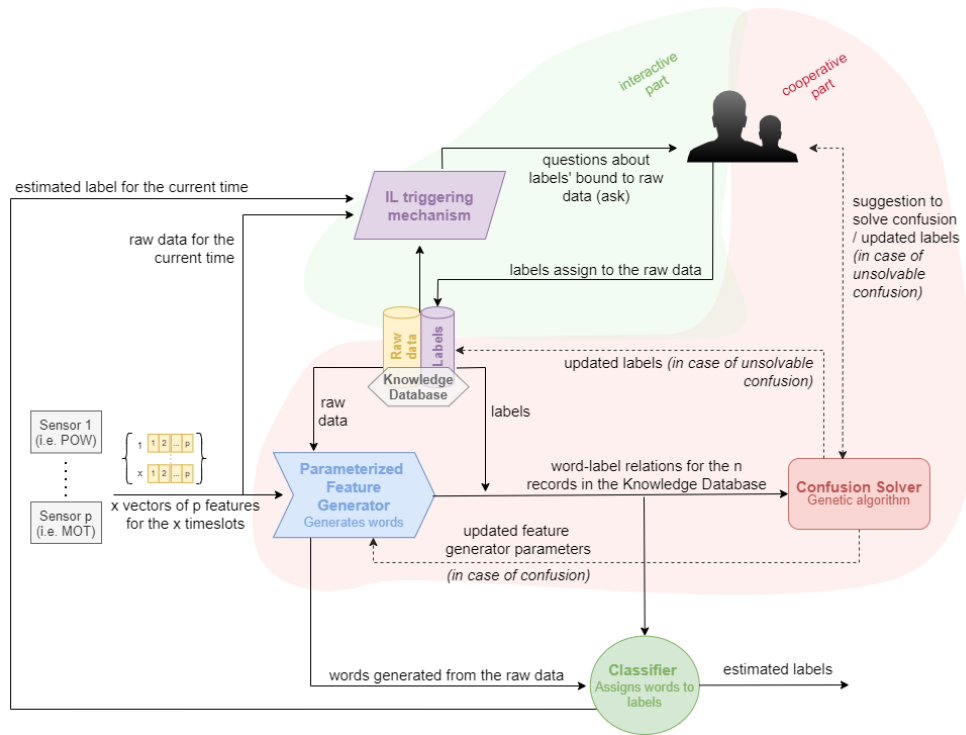 interactive
part
cooperative
part
estimated label for the current time
IL triggering
mechanism
questions about
labels' bound to raw
data (ask)
raw data for the
current time
suggestion to
solve confusion
/ updated labels
(in case of
unsolvable
confusion)
labels assign to the raw data
Raw
data
Labels
Knowledge
Database
updated labels (in case of unsolvable
confusion)
raw
data
labels
Sensor 1
(i.e. POW)
Sensor p
(i.e. MOT)
1 1 2 ... p
x 1 2 ... p
x vectors of p features
for the x timeslots
Parameterized
Feature
Generator
Generates words
word-label relations for the n
records in the Knowledge Database
Confusion Solver
Genetic algorithm
updated feature
generator parameters
(in case of confusion)
words generated from the raw data
Classifier
Assigns words to
labels
estimated labels